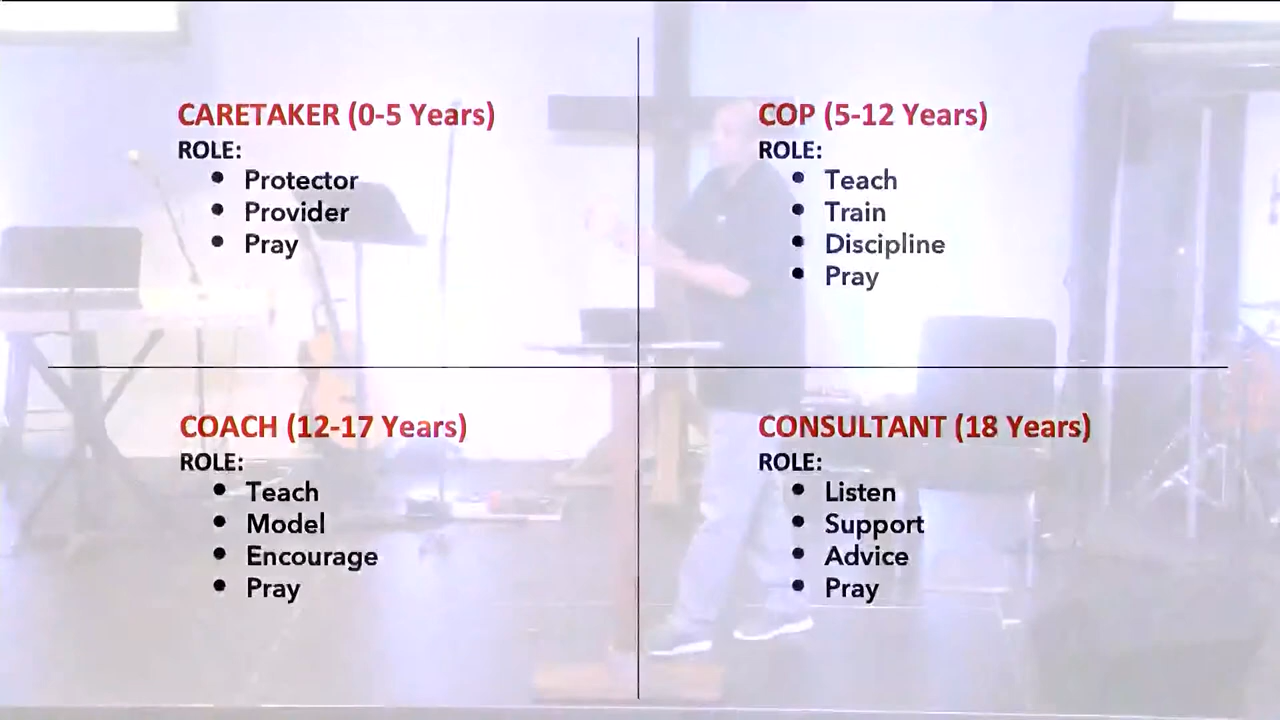 CARETAKER (0-5 Years)
ROLE:
• Protector
• Provider
• Pray
COP (5-12 Years)
ROLE:
• Teach
• Train
• Discipline
• Pray
COACH (12-17 Years)
ROLE:
• Teach
• Model
• Encourage
• Pray
CONSULTANT (18 Years)
ROLE:
• Listen
• Support
• Advice
• Pray